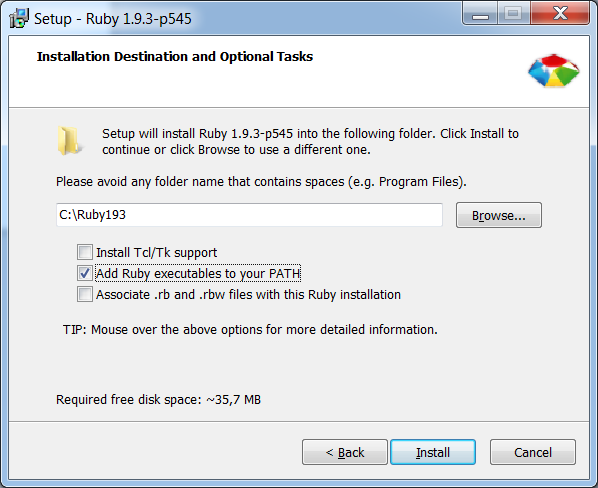 Setup - Ruby 1.9.3-p545
Installation Destination and Optional Tasks
Setup will install Ruby 1.9.3-p545 into the following folder. Click Install to
continue or click Browse to use a different one.
Please avoid any folder name that contains spaces (e.g. Program Files).
C:\Ruby193
Browse...
Install Tcl/Tk support
Add Ruby executables to your PATH
Associate .rb and .rbw files with this Ruby installation
TIP: Mouse over the above options for more detailed information.
Required free disk space: ~35,7 MB
< Back
Install
Cancel